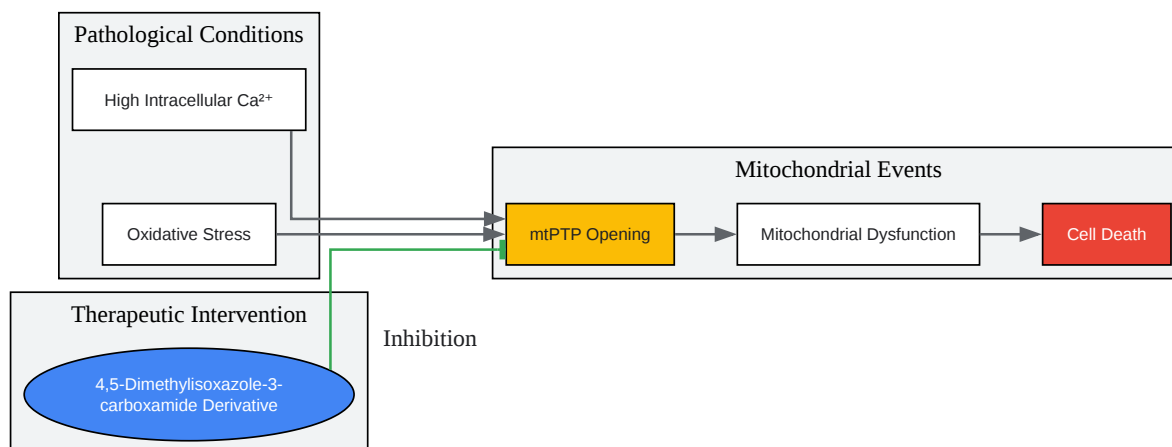 Pathological Conditions
High Intracellular Ca²⁺
Oxidative Stress
Mitochondrial Events
mtPTP Opening
Mitochondrial Dysfunction
Cell Death
Therapeutic Intervention
Inhibition
4,5-Dimethylisoxazole-3-
carboxamide Derivative